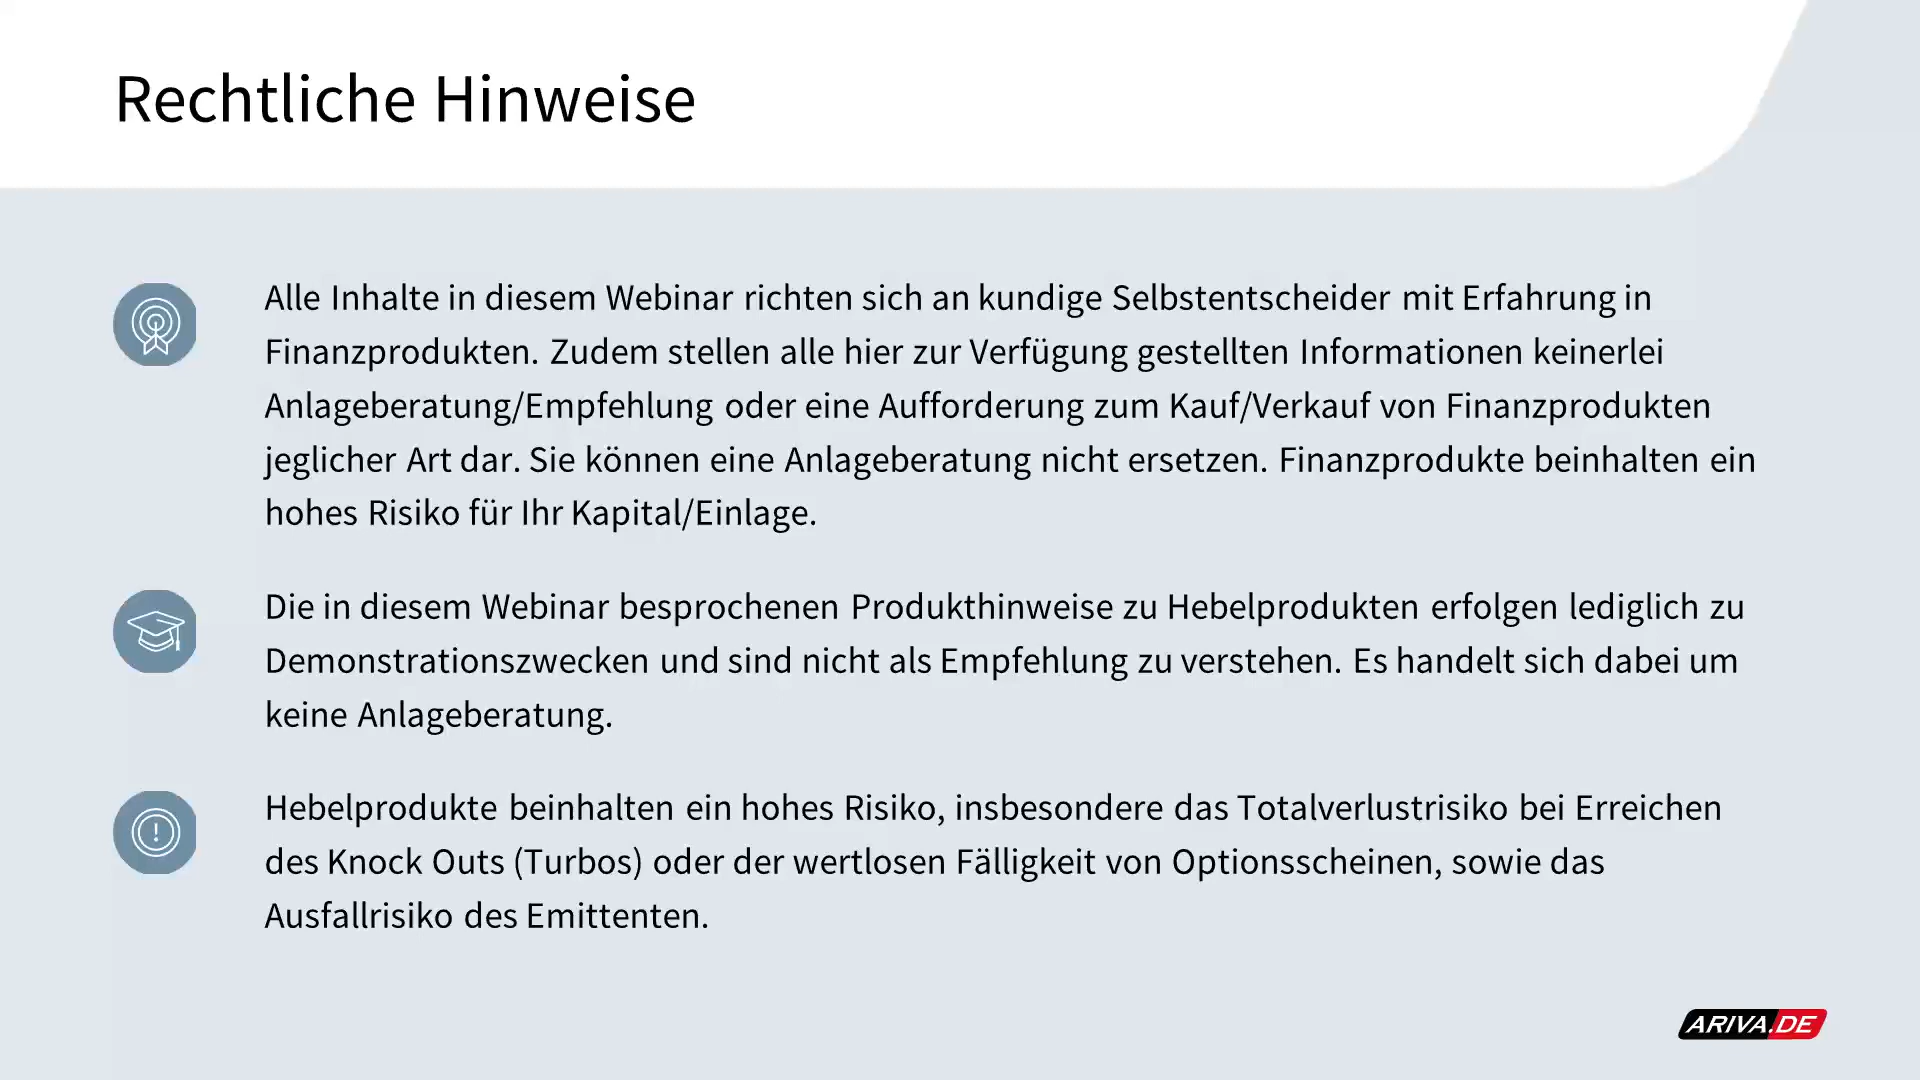 Rechtliche Hinweise
Alle Inhalte in diesem Webinar richten sich an kundige Selbstentscheider mit Erfahrung in
Finanzprodukten. Zudem stellen alle hier zur Verfügung gestellten Informationen keinerlei
Anlageberatung/Empfehlung oder eine Aufforderung zum Kauf/Verkauf von Finanzprodukten
jeglicher Art dar. Sie können eine Anlageberatung nicht ersetzen. Finanzprodukte beinhalten ein
hohes Risiko für Ihr Kapital/Einlage.
Die in diesem Webinar besprochenen Produkthinweise zu Hebelprodukten erfolgen lediglich zu
Demonstrationszwecken und sind nicht als Empfehlung zu verstehen. Es handelt sich dabei um
keine Anlageberatung.
Hebelprodukte beinhalten ein hohes Risiko, insbesondere das Totalverlustrisiko bei Erreichen
des Knock Outs (Turbos) oder der wertlosen Fälligkeit von Optionsscheinen, sowie das
Ausfallrisiko des Emittenten.
ARIVA.DE